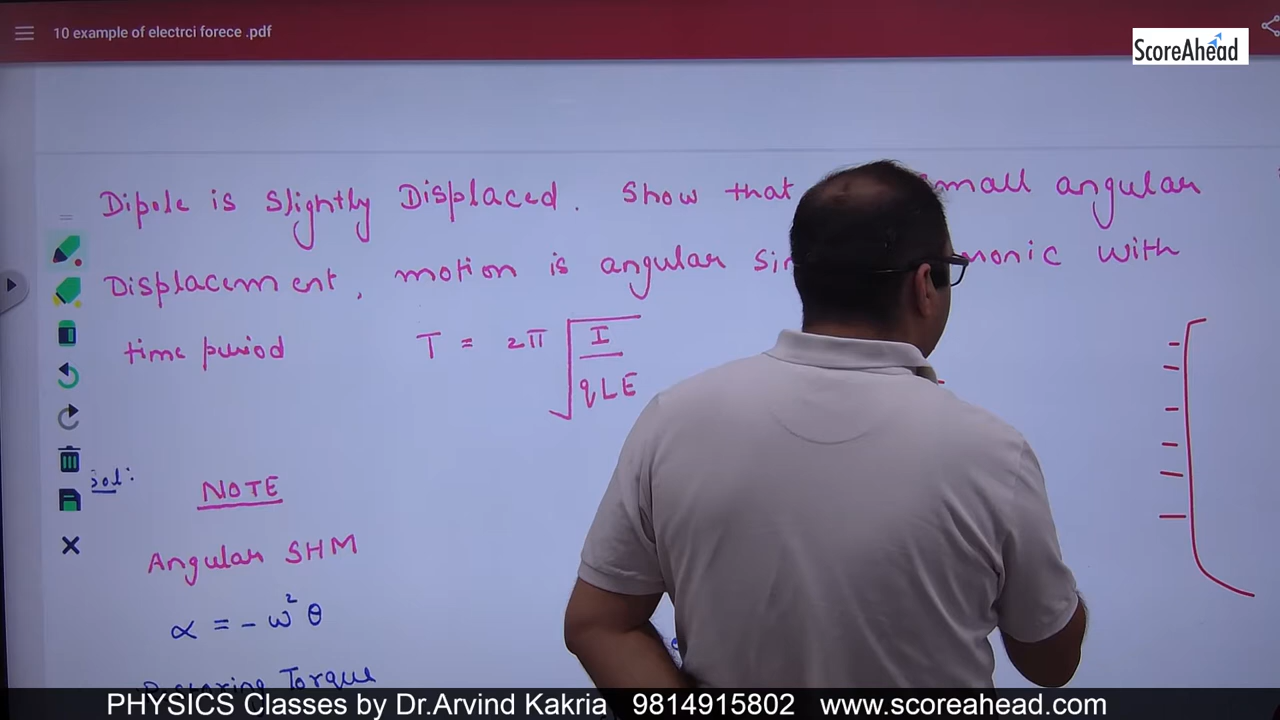 10 example of electrci forece .pdf
ScoreAhead
Dipole is slightly Displaced. Show that small angular
Displacement, motion is angular with
time period T = 2π √(I/qLE)
Sol:
NOTE
Angular SHM
α = - ω² θ
Torque
PHYSICS Classes by Dr.Arvind Kakria 9814915802 www.scoreahead.com